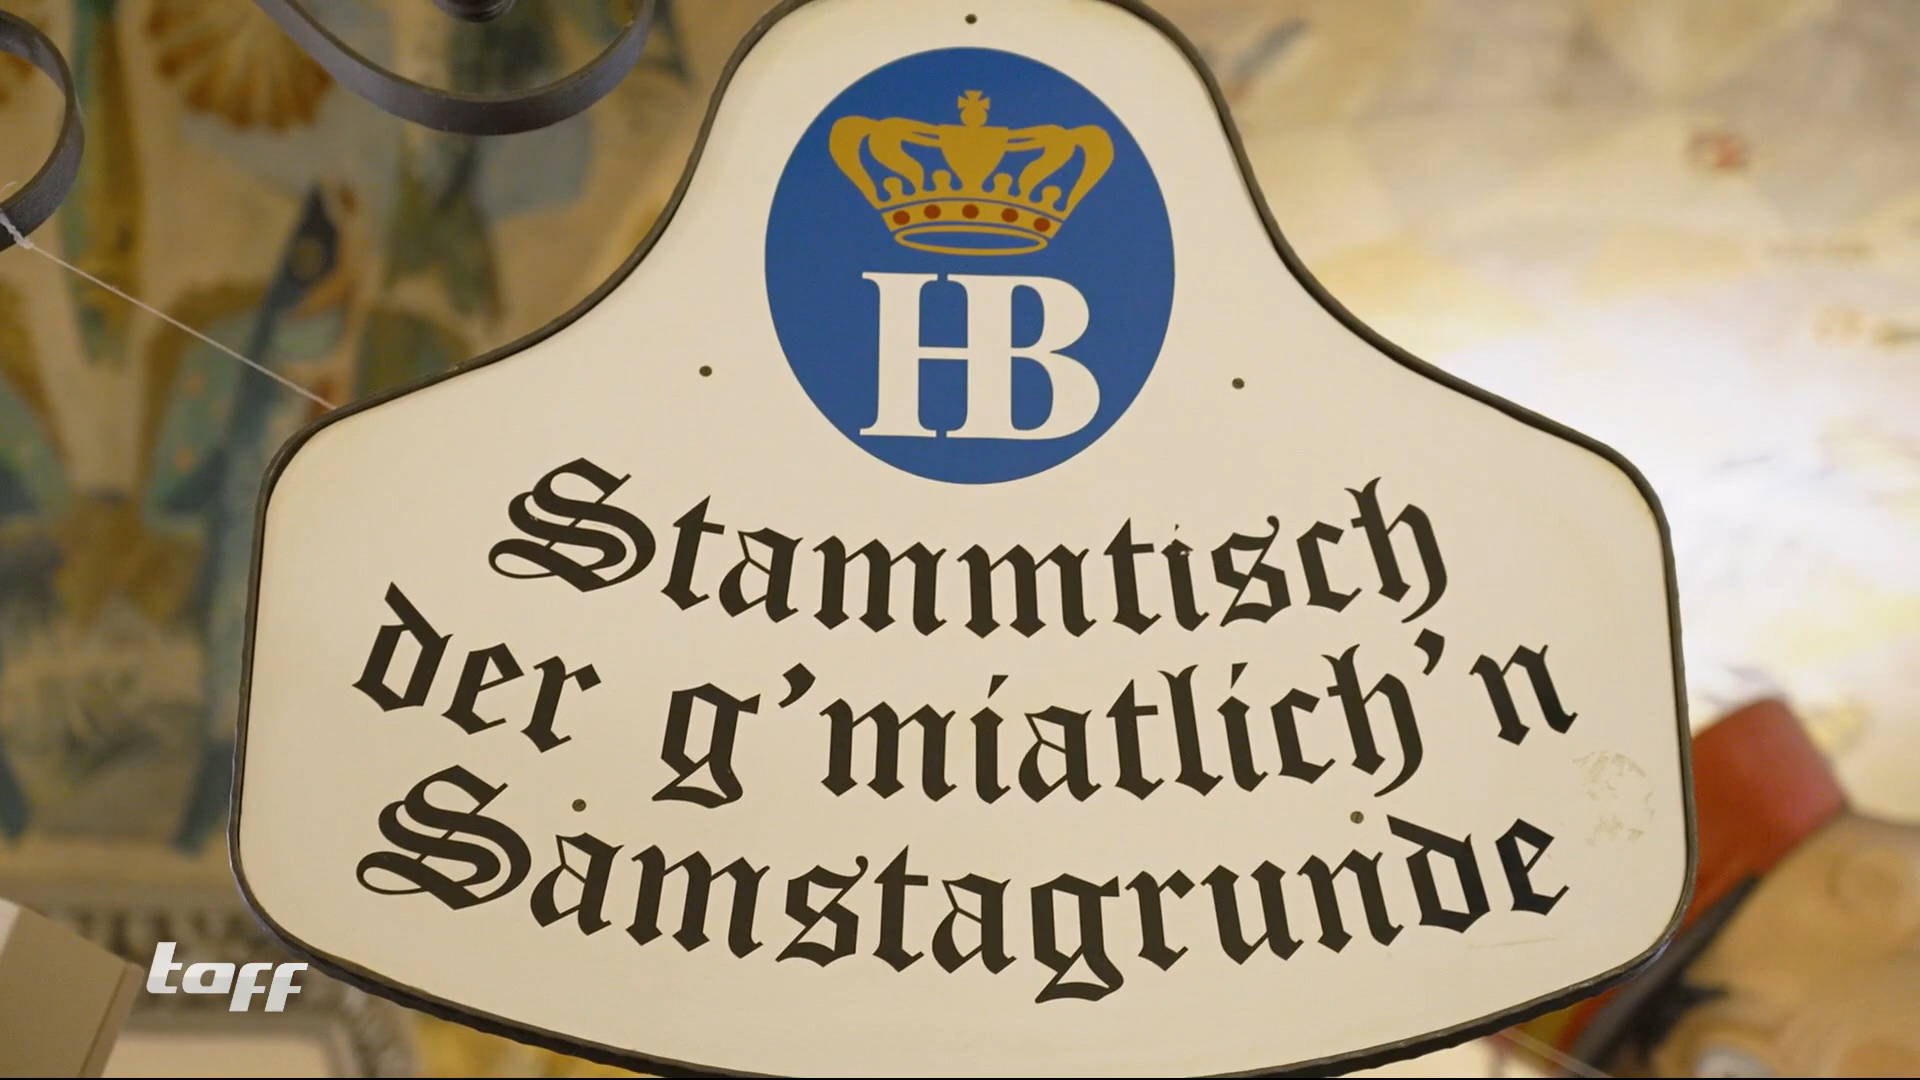 HB
Stammtisch
der g'miatlich'n
Samstagrunde
taff